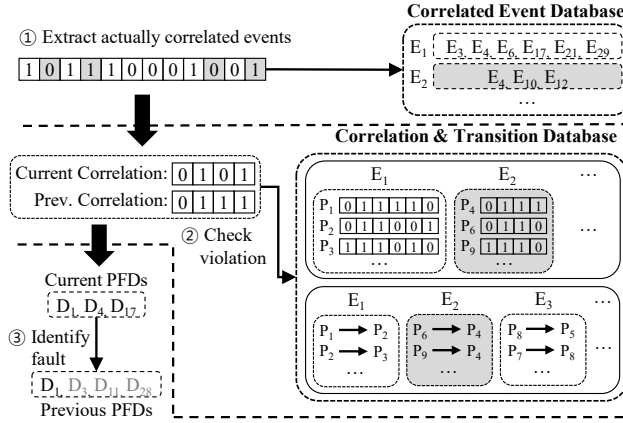 Correlated Event Database
① Extract actually correlated events
1 0 1 1 1 0 0 0 1 0 0 1
E1 E3, E4, E6, E17, E21, E29
E2 E4, E10, E12
…
Correlation & Transition Database
Current Correlation: 0 1 0 1
Prev. Correlation: 0 1 1 1
② Check
violation
E1 E2 …
P1 0 1 1 1 1 0 P4 0 1 1 1
P2 0 1 1 0 0 1 P6 0 1 1 0 …
P3 1 1 1 0 1 0 P9 1 1 1 0
… …
Current PFDs
D1, D4, D17
③ Identify
fault
D1, D3, D11, D28
Previous PFDs
E1 E2 E3 …
P1 → P2 P6 → P4 P8 → P5
P2 → P3 P9 → P4 P7 → P8 …
… … …